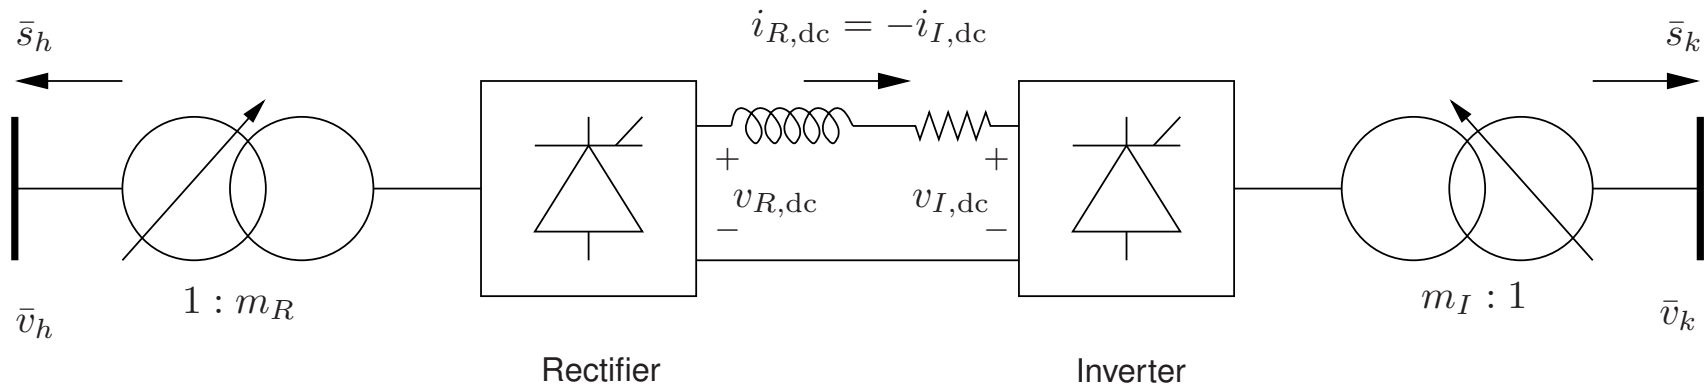 i_{R,dc} = −i_{I,dc}
s̄_h
s̄_k
+
+
v_{R,dc}
v_{I,dc}
−
−
1 : m_R
m_I : 1
v̄_h
v̄_k
Rectifier
Inverter